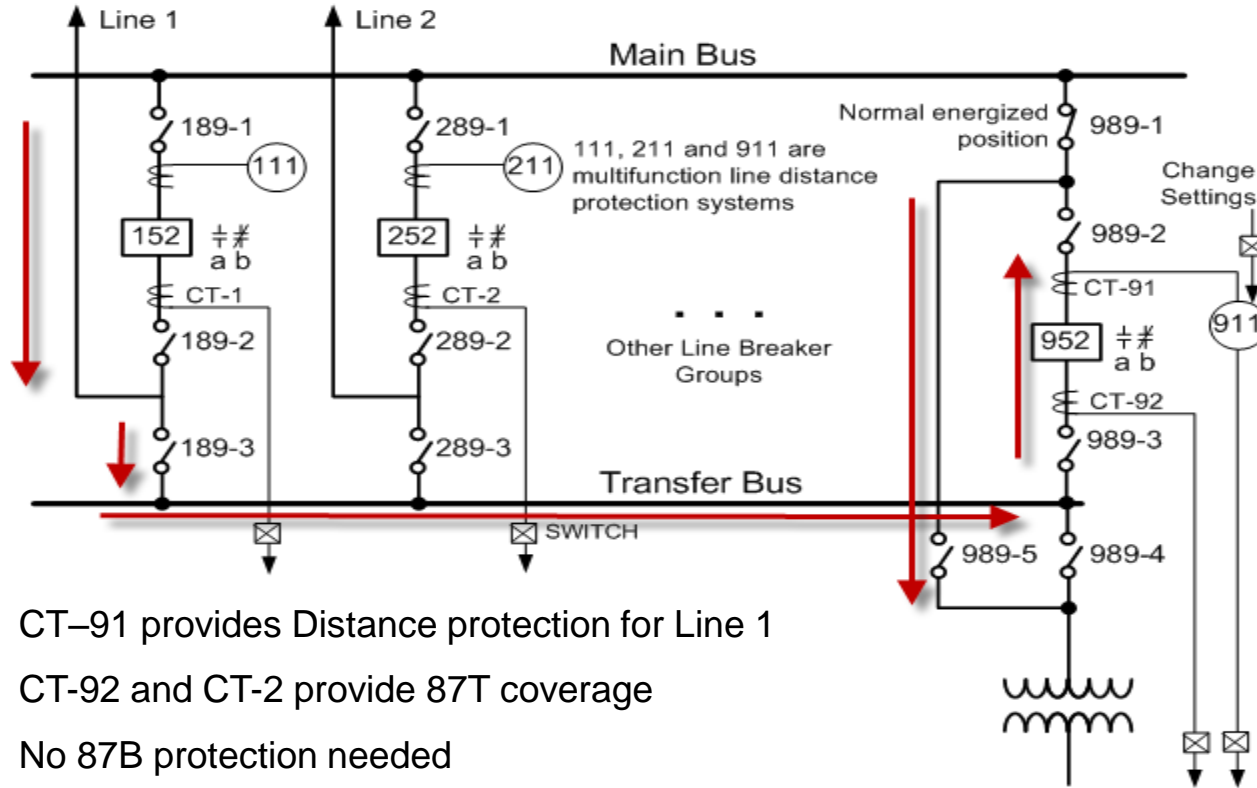 Line 1
Line 2
Main Bus
189-1
111
289-1
211
111, 211 and 911 are
multifunction line distance
protection systems
Normal energized
position
989-1
Change
Settings
152
a b
252
a b
989-2
CT-91
911
CT-1
CT-2
952
a b
189-2
289-2
. . .
Other Line Breaker
Groups
CT-92
189-3
289-3
989-3
Transfer Bus
SWITCH
989-5
989-4
CT–91 provides Distance protection for Line 1
CT-92 and CT-2 provide 87T coverage
No 87B protection needed